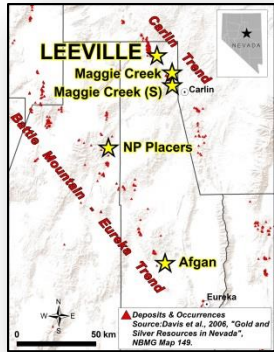 Carlin Trend
NEVADA
LEEVILLE
Maggie Creek
Maggie Creek (S)
Carlin
Battle Mountain - Eureka Trend
NP Placers
Afgan
Eureka
N
W E
S
0 50 km
Deposits & Occurrences
Source:Davis et al., 2006, "Gold and
Silver Resources in Nevada",
NBMG Map 149.